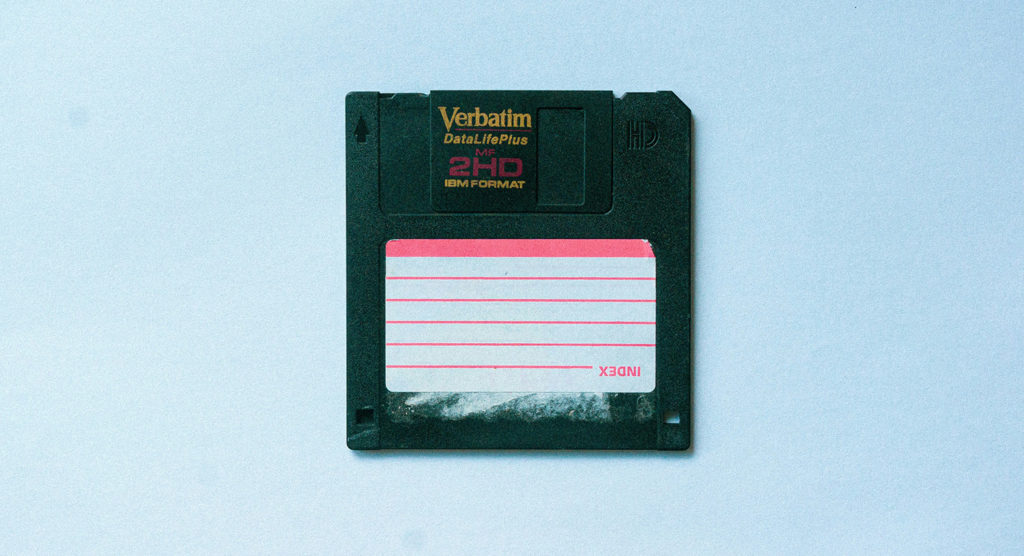 Verbatim
DataLifePlus
MF
2HD
IBM FORMAT
HD
INDEX